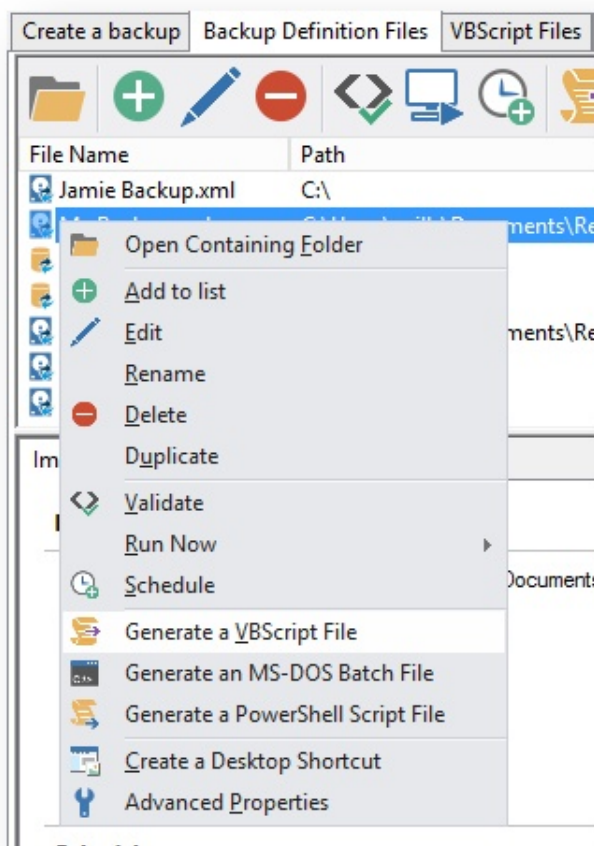 Create a backup Backup Definition Files VBScript Files
File Name Path
Jamie Backup.xml C:\
ments\Re
Open Containing Folder
Add to list
Edit ments\Re
Rename
Delete
Duplicate
Im
Validate
Run Now
Schedule Documents
Generate a VBScript File
Generate an MS-DOS Batch File
Generate a PowerShell Script File
Create a Desktop Shortcut
Advanced Properties